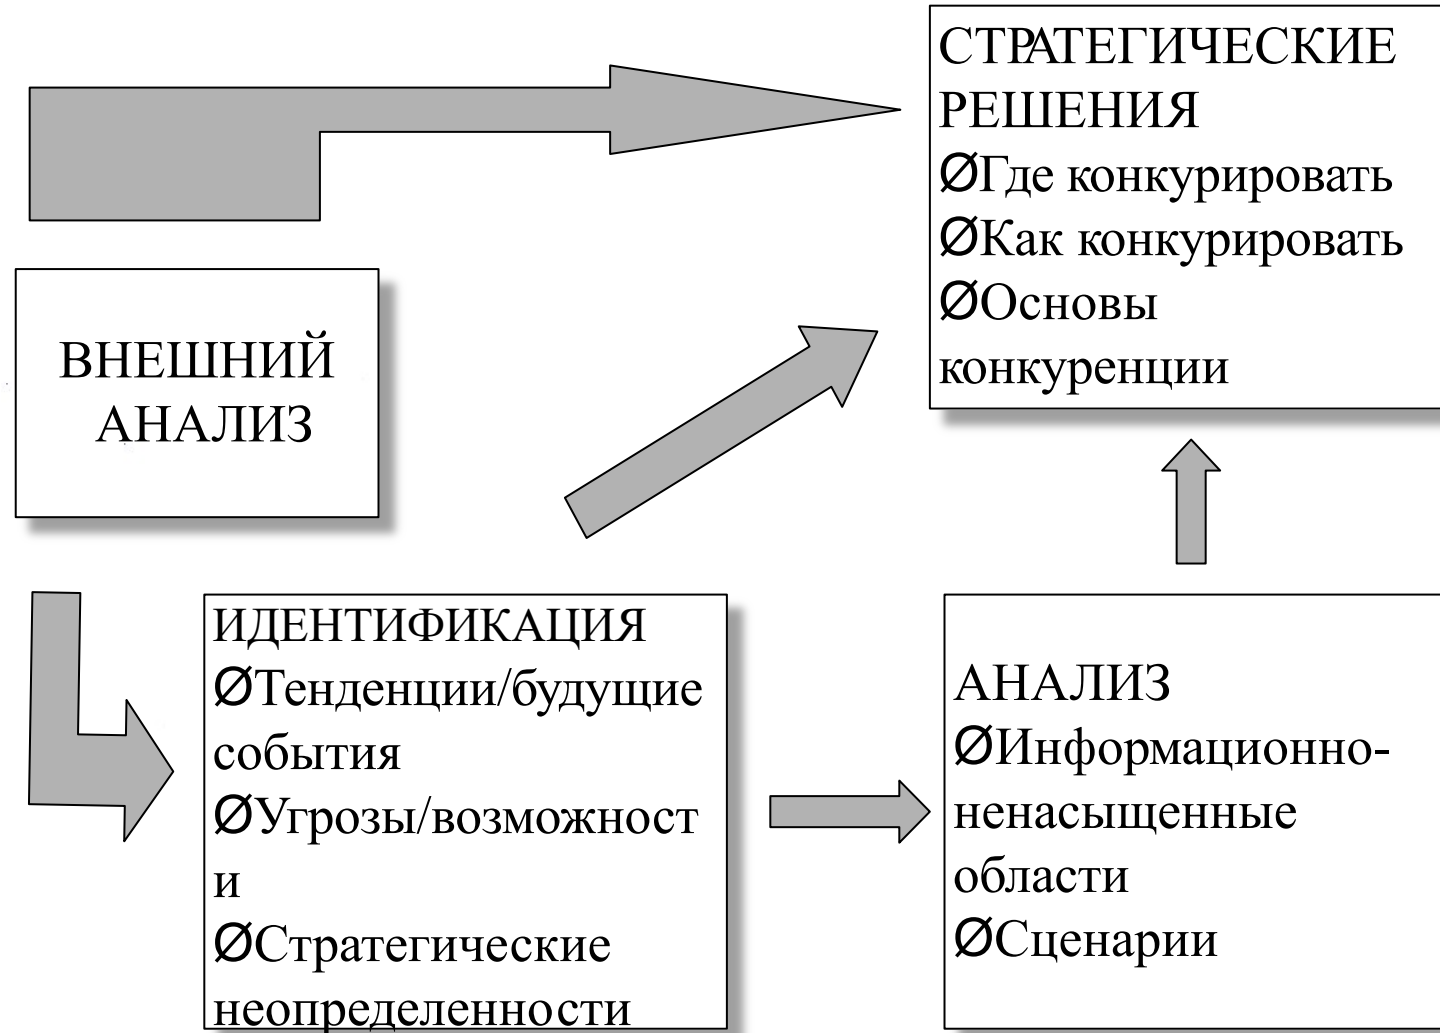 СТРАТЕГИЧЕСКИЕ
РЕШЕНИЯ
ØГде конкурировать
ØКак конкурировать
ØОсновы
конкуренции
ВНЕШНИЙ
АНАЛИЗ
ИДЕНТИФИКАЦИЯ
ØТенденции/будущие
события
ØУгрозы/возможност
и
ØСтратегические
неопределенности
АНАЛИЗ
ØИнформационно-
ненасыщенные
области
ØСценарии